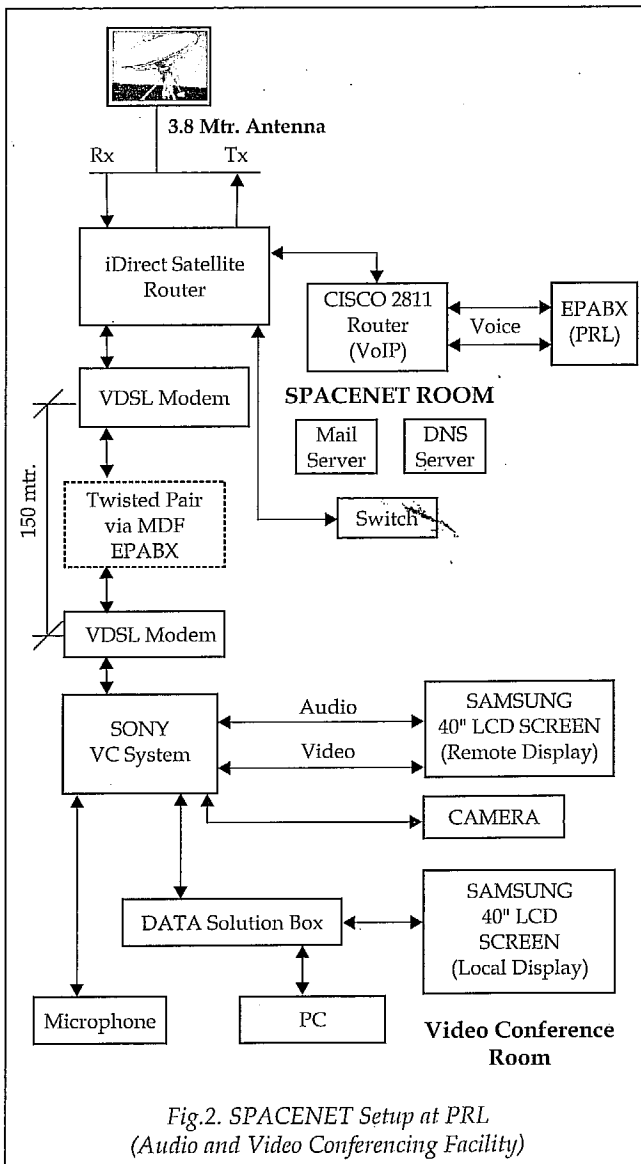 3.8 Mtr. Antenna
Rx
Tx
iDirect Satellite
Router
CISCO 2811
Router
(VoIP)
Voice
EPABX
(PRL)
VDSL Modem
SPACENET ROOM
Mail
Server
DNS
Server
150 mtr.
Twisted Pair
via MDF
EPABX
Switch
VDSL Modem
SONY
VC System
Audio
Video
SAMSUNG
40" LCD SCREEN
(Remote Display)
CAMERA
DATA Solution Box
SAMSUNG
40" LCD
SCREEN
(Local Display)
Microphone
PC
Video Conference
Room
Fig.2. SPACENET Setup at PRL
(Audio and Video Conferencing Facility)